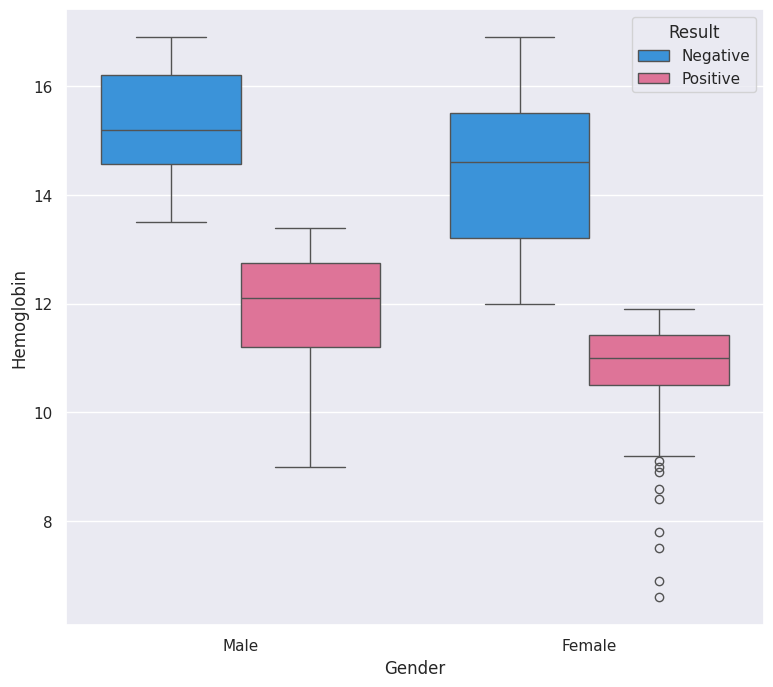 Result
Negative
Positive
16
14
12
10
8
Hemoglobin
Male
Female
Gender